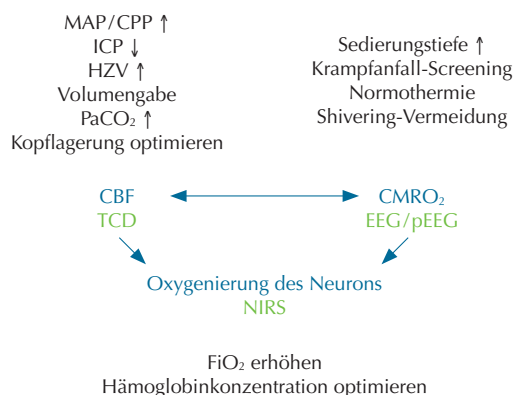 MAP/CPP ↑
ICP ↓
HZV ↑
Volumengabe
PaCO₂ ↑
Kopflagerung optimieren
Sedierungstiefe ↑
Krampfanfall-Screening
Normothermie
Shivering-Vermeidung
CBF
TCD
CMRO₂
EEG/pEEG
Oxygenierung des Neurons
NIRS
FiO₂ erhöhen
Hämoglobinkonzentration optimieren